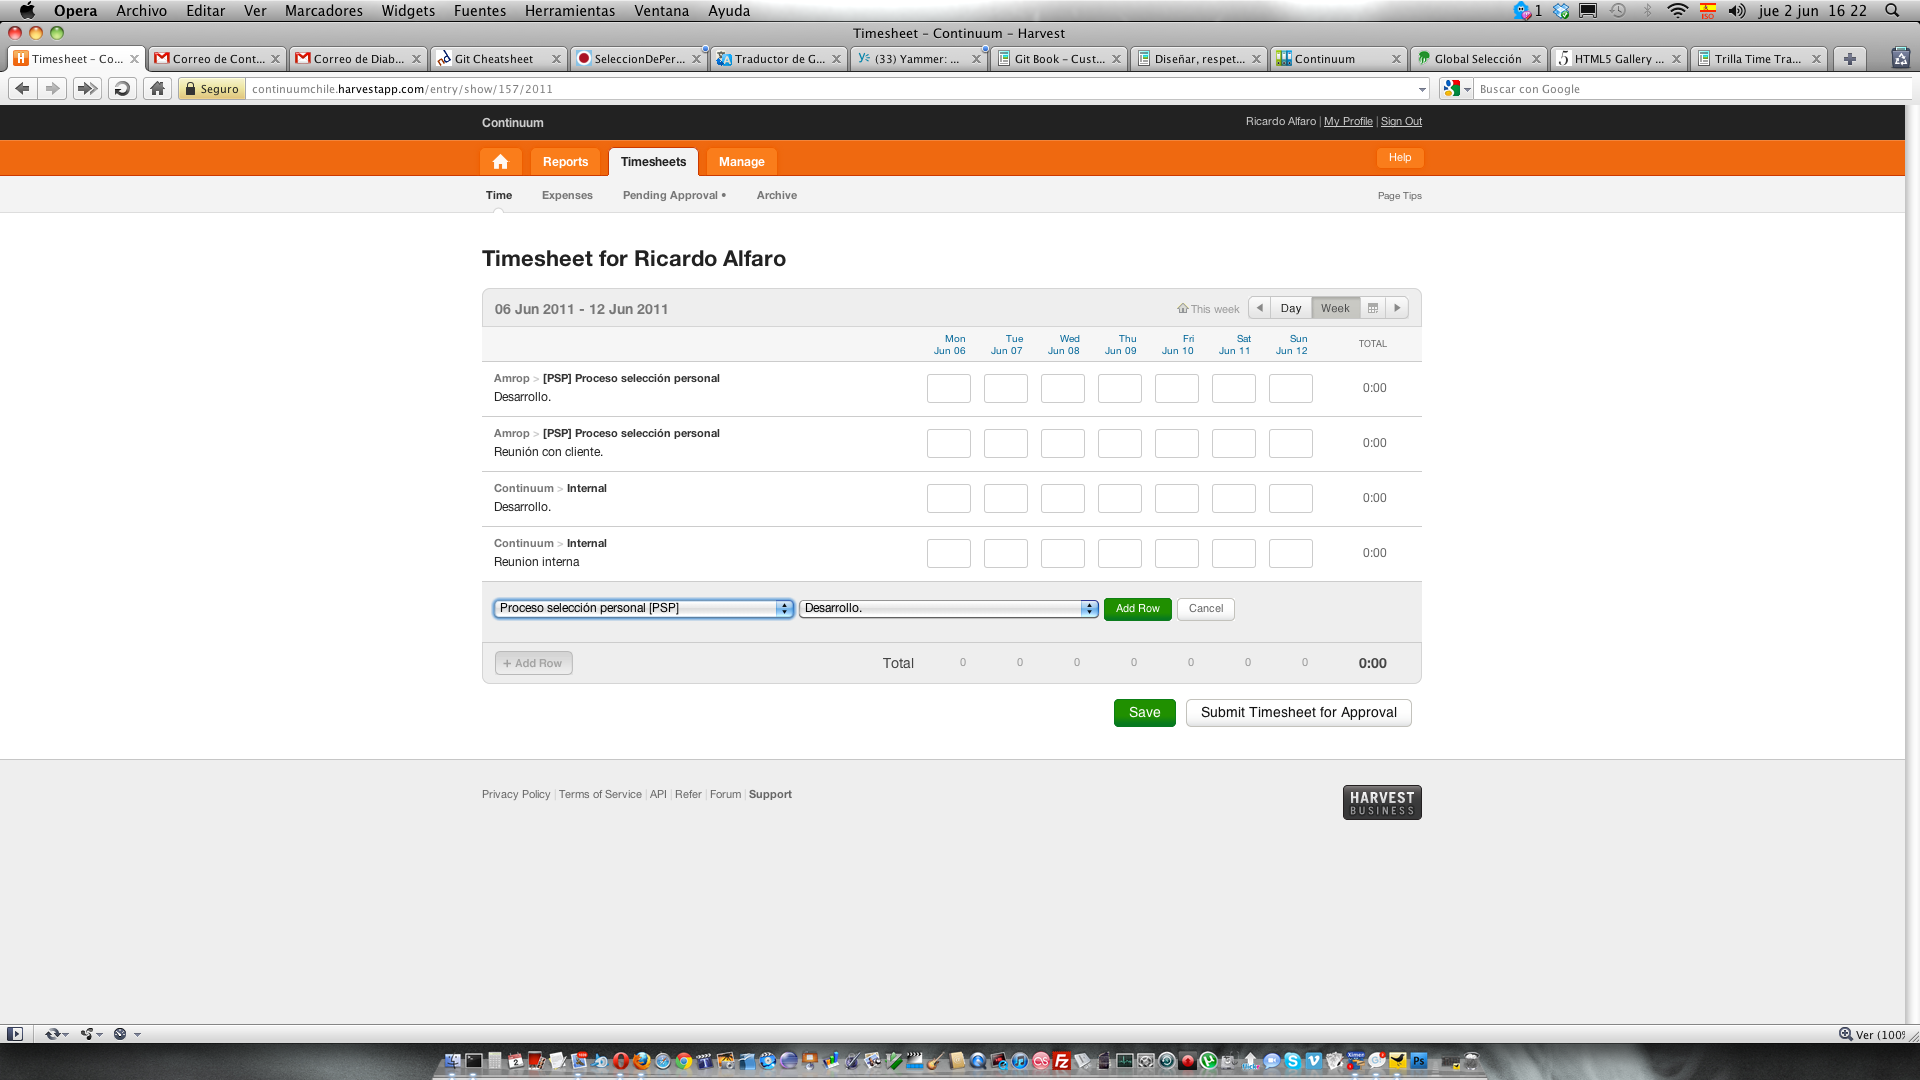 Opera Archivo Editar Ver Marcadores Widgets Fuentes Herramientas Ventana Ayuda 1 ISO jue 2 jun 16 22
Timesheet – Continuum – Harvest
Timesheet – Co... Correo de Cont... Correo de Diab... Git Cheatsheet SeleccionDePer... Traductor de G... (33) Yammer: ... Git Book – Cust... Diseñar, respet... Continuum Global Selección HTML5 Gallery ... Trilla Time Tra...
Seguro continuumchile.harvestapp.com/entry/show/157/2011 Buscar con Google
Continuum Ricardo Alfaro | My Profile | Sign Out
Reports Timesheets Manage Help
Time Expenses Pending Approval • Archive Page Tips
Timesheet for Ricardo Alfaro
06 Jun 2011 - 12 Jun 2011 This week Day Week
Mon Tue Wed Thu Fri Sat Sun TOTAL
Jun 06 Jun 07 Jun 08 Jun 09 Jun 10 Jun 11 Jun 12
Amrop > [PSP] Proceso selección personal 0:00
Desarrollo.
Amrop > [PSP] Proceso selección personal 0:00
Reunión con cliente.
Continuum > Internal 0:00
Desarrollo.
Continuum > Internal 0:00
Reunion interna
Proceso selección personal [PSP] Desarrollo. Add Row Cancel
+ Add Row Total 0 0 0 0 0 0 0 0:00
Save Submit Timesheet for Approval
Privacy Policy | Terms of Service | API | Refer | Forum | Support
HARVEST
BUSINESS
Ver (100